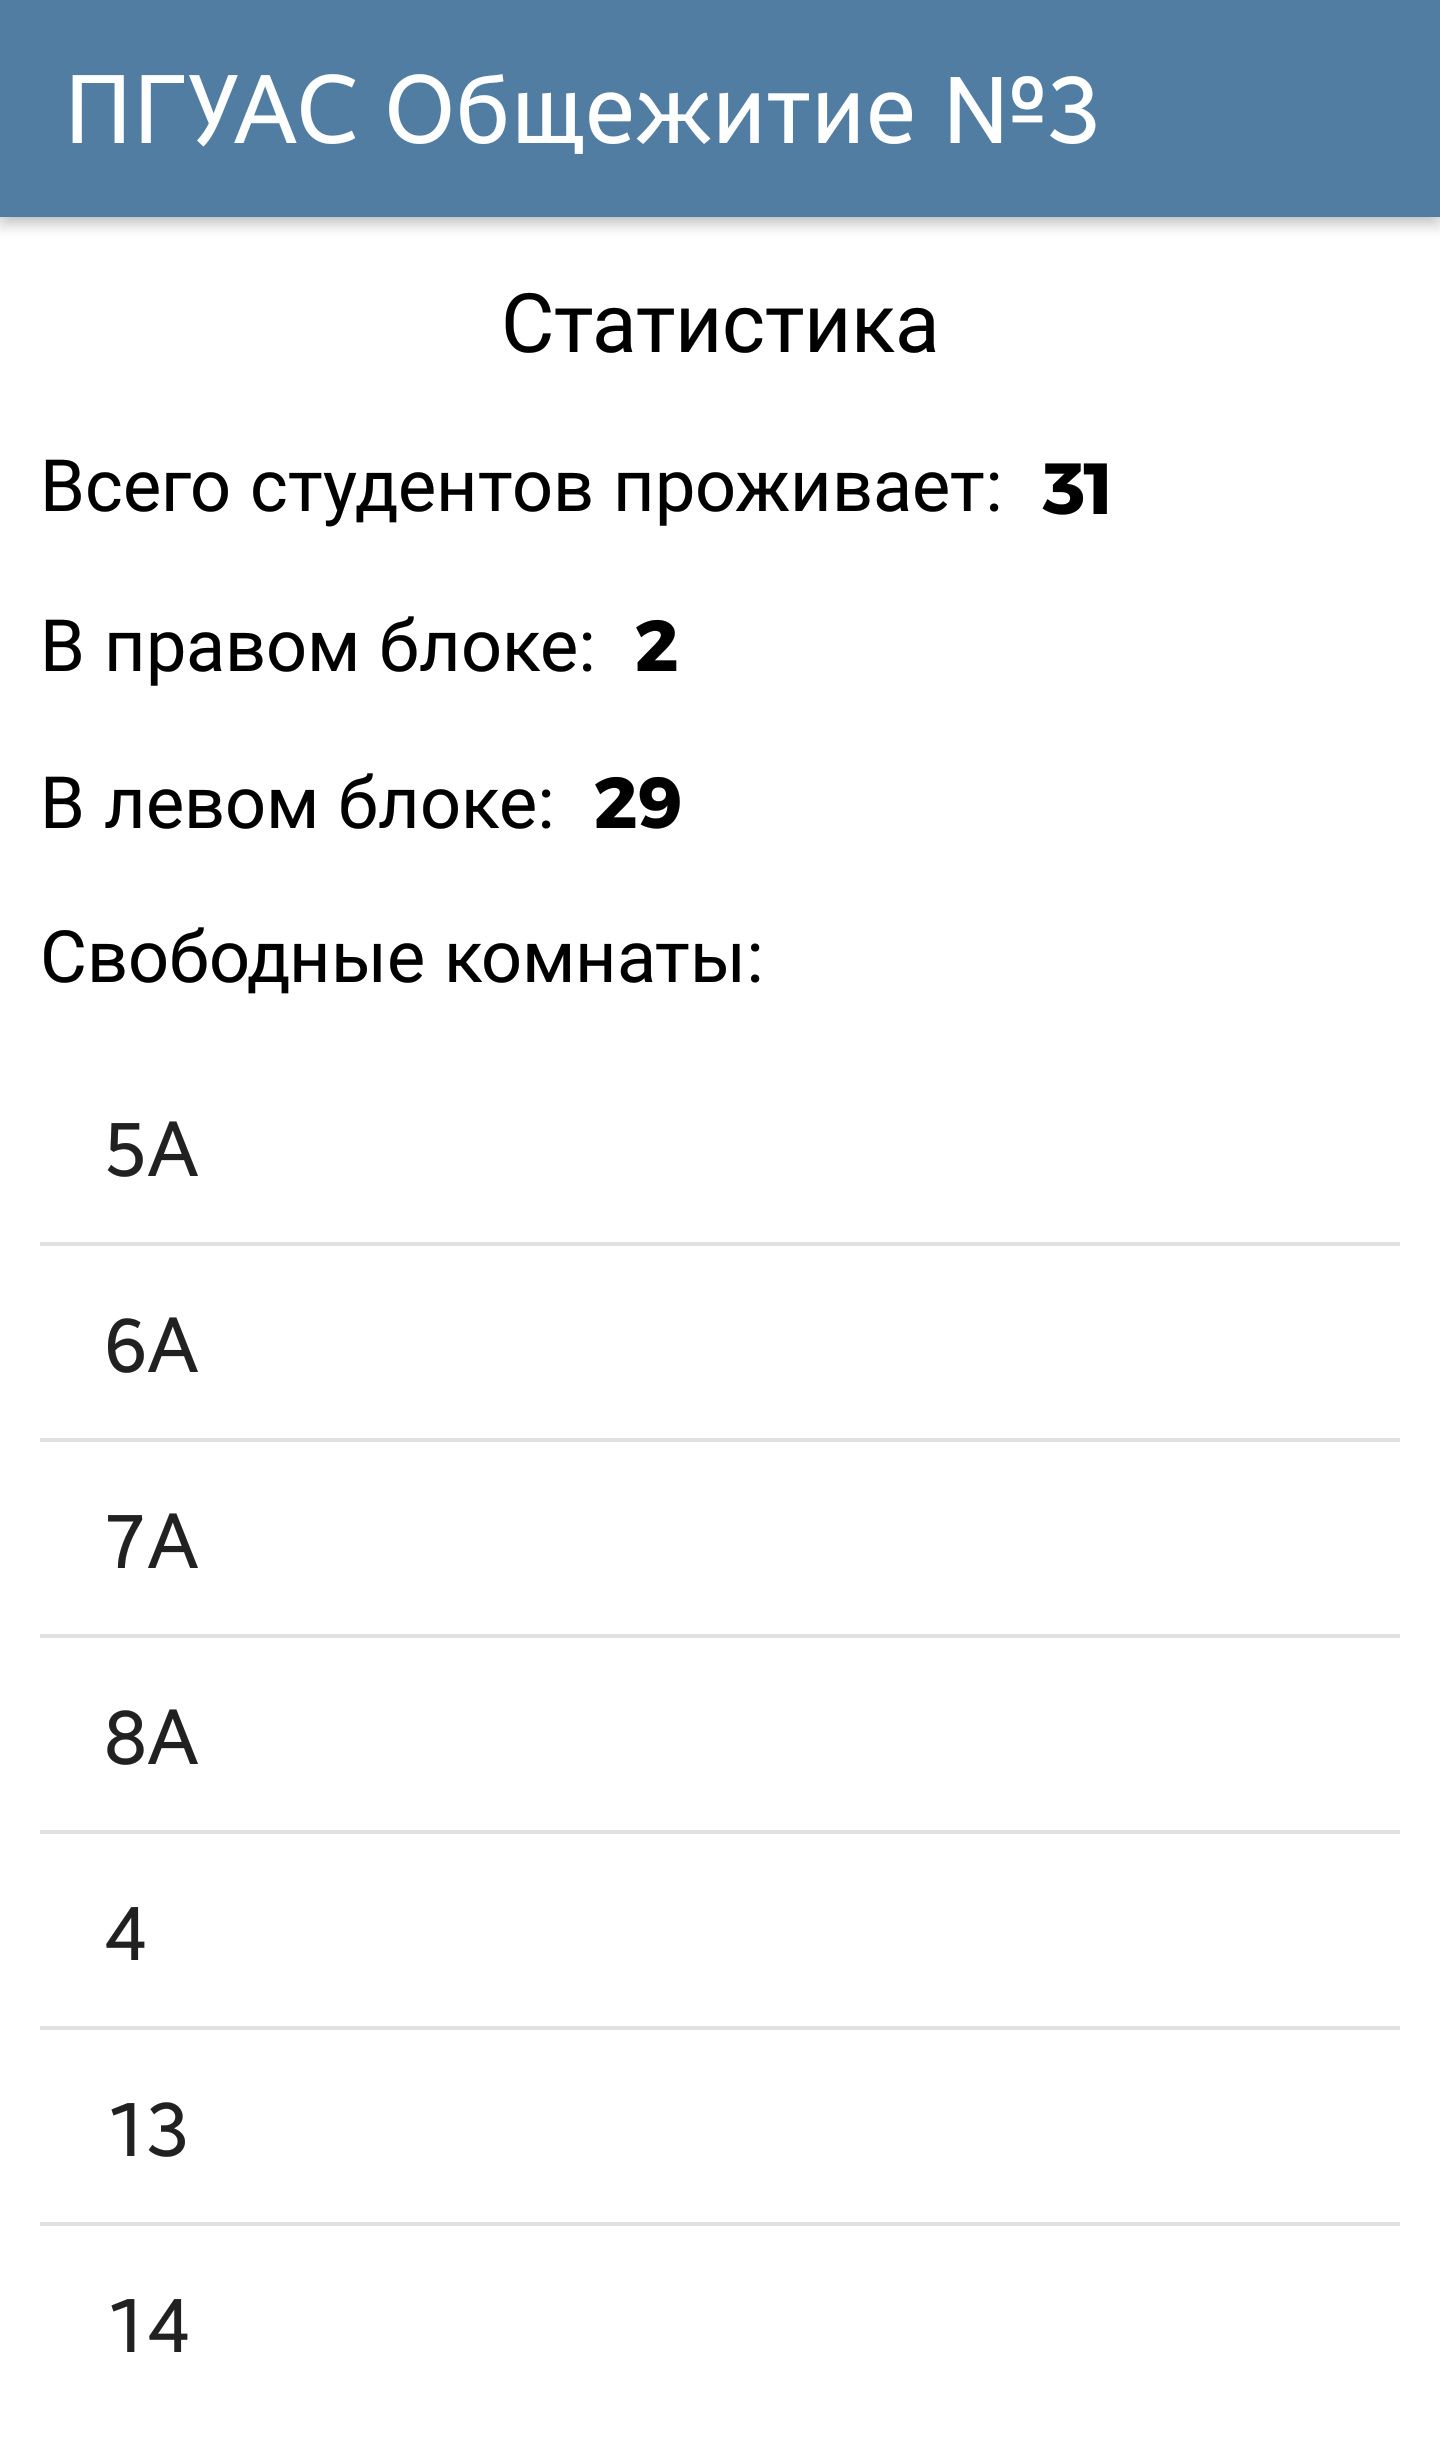 ПГУАС Общежитие №3
Статистика
Всего студентов проживает: 31
В правом блоке: 2
В левом блоке: 29
Свободные комнаты:
5А
6А
7А
8А
4
13
14